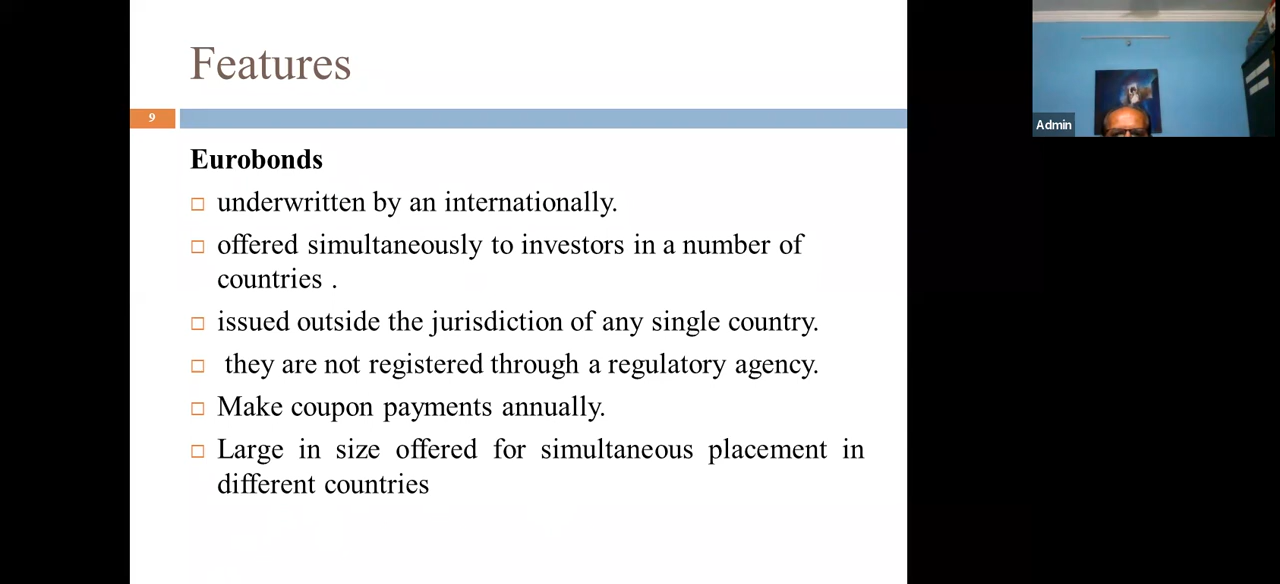 Features
9
Eurobonds
underwritten by an internationally.
offered simultaneously to investors in a number of
countries .
issued outside the jurisdiction of any single country.
they are not registered through a regulatory agency.
Make coupon payments annually.
Large in size offered for simultaneous placement in
different countries
Admin